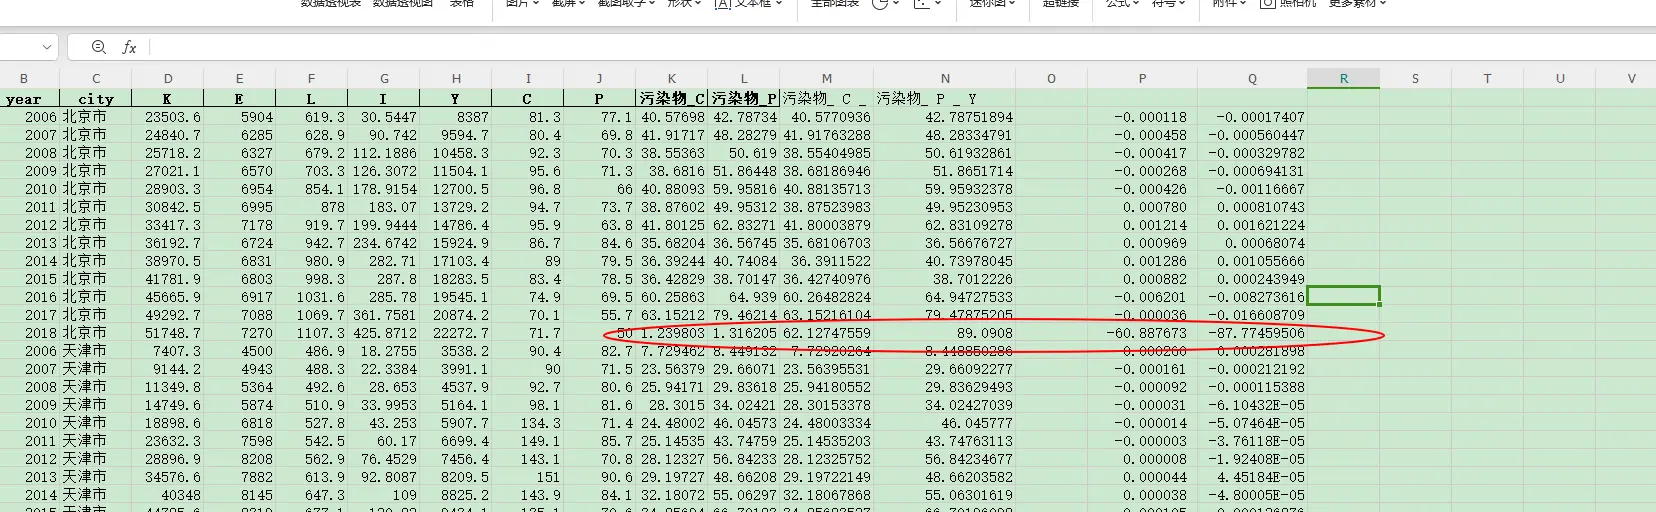 数据透视表 数据透视图 表格 图片 截屏 截图取字 形状 文本框 全部图表 迷你图 超链接 公式 符号 附件 照相机 更多素材
fx
B C D E F G H I J K L M N O P Q R S T U V
year city K E L I Y C P 污染物_C 污染物_P 污染物_ C _ 污染物_ P _ Y
2006 北京市 23503.6 5904 619.3 30.5447 8387 81.3 77.1 40.57698 42.78734 40.5770936 42.78751894 -0.000118 -0.00017407
2007 北京市 24840.7 6285 628.9 90.742 9594.7 80.4 69.8 41.91717 48.28279 41.91763288 48.28334791 -0.000458 -0.000560447
2008 北京市 25718.2 6327 679.2 112.1886 10458.3 92.3 70.3 38.55363 50.619 38.55404985 50.61932861 -0.000417 -0.000329782
2009 北京市 27021.1 6570 703.3 126.3072 11504.1 95.6 71.3 38.6816 51.86448 38.68186946 51.8651714 -0.000268 -0.000694131
2010 北京市 28903.3 6954 854.1 178.9154 12700.5 96.8 66 40.88093 59.95816 40.88135713 59.95932378 -0.000426 -0.00116667
2011 北京市 30842.5 6995 878 183.07 13729.2 94.7 73.7 38.87602 49.95312 38.87523983 49.95230953 0.000780 0.000810743
2012 北京市 33417.3 7178 919.7 199.9444 14786.4 95.9 63.8 41.80125 62.83271 41.80003879 62.83109278 0.001214 0.001621224
2013 北京市 36192.7 6724 942.7 234.6742 15924.9 86.7 84.6 35.68204 36.56745 35.68106703 36.56676727 0.000969 0.00068074
2014 北京市 38970.5 6831 980.9 282.71 17103.4 89 79.5 36.39244 40.74084 36.3911522 40.73978045 0.001286 0.001055666
2015 北京市 41781.9 6803 998.3 287.8 18283.5 83.4 78.5 36.42829 38.70147 36.42740976 38.7012226 0.000882 0.000243949
2016 北京市 45665.9 6917 1031.6 285.78 19545.1 74.9 69.5 60.25863 64.939 60.26482824 64.94727533 -0.006201 -0.008273616
2017 北京市 49292.7 7088 1069.7 361.7581 20874.2 70.1 55.7 63.15212 79.46214 63.15216104 79.47875205 -0.000036 -0.016608709
2018 北京市 51748.7 7270 1107.3 425.8712 22272.7 71.7 50 1.239803 1.316205 62.12747559 89.0908 -60.887673 -87.77459506
2006 天津市 7407.3 4500 486.9 18.2755 3538.2 90.4 82.7 7.729462 8.449132 7.72920264 8.448850286 0.000260 0.000281898
2007 天津市 9144.2 4943 488.3 22.3384 3991.1 90 71.5 23.56379 29.66071 23.56395531 29.66092277 -0.000161 -0.000212192
2008 天津市 11349.8 5364 492.6 28.653 4537.9 92.7 80.6 25.94171 29.83618 25.94180552 29.83629493 -0.000092 -0.000115388
2009 天津市 14749.6 5874 510.9 33.9953 5164.1 98.1 81.6 28.3015 34.02421 28.30153378 34.02427039 -0.000031 -6.10432E-05
2010 天津市 18898.6 6818 527.8 43.253 5907.7 134.3 71.4 24.48002 46.04573 24.48003334 46.045777 -0.000014 -5.07464E-05
2011 天津市 23632.3 7598 542.5 60.17 6699.4 149.1 85.7 25.14535 43.74759 25.14535203 43.74763113 -0.000003 -3.76118E-05
2012 天津市 28896.9 8208 562.9 76.4529 7456.4 143.1 70.8 28.12327 56.84233 28.12325752 56.84234677 0.000008 -1.92408E-05
2013 天津市 34576.6 7882 613.9 92.8087 8209.5 151 90.6 29.19727 48.66208 29.19722149 48.66203582 0.000044 4.45184E-05
2014 天津市 40348 8145 647.3 109 8825.2 143.9 84.1 32.18072 55.06297 32.18067868 55.06301619 0.000038 -4.80005E-05